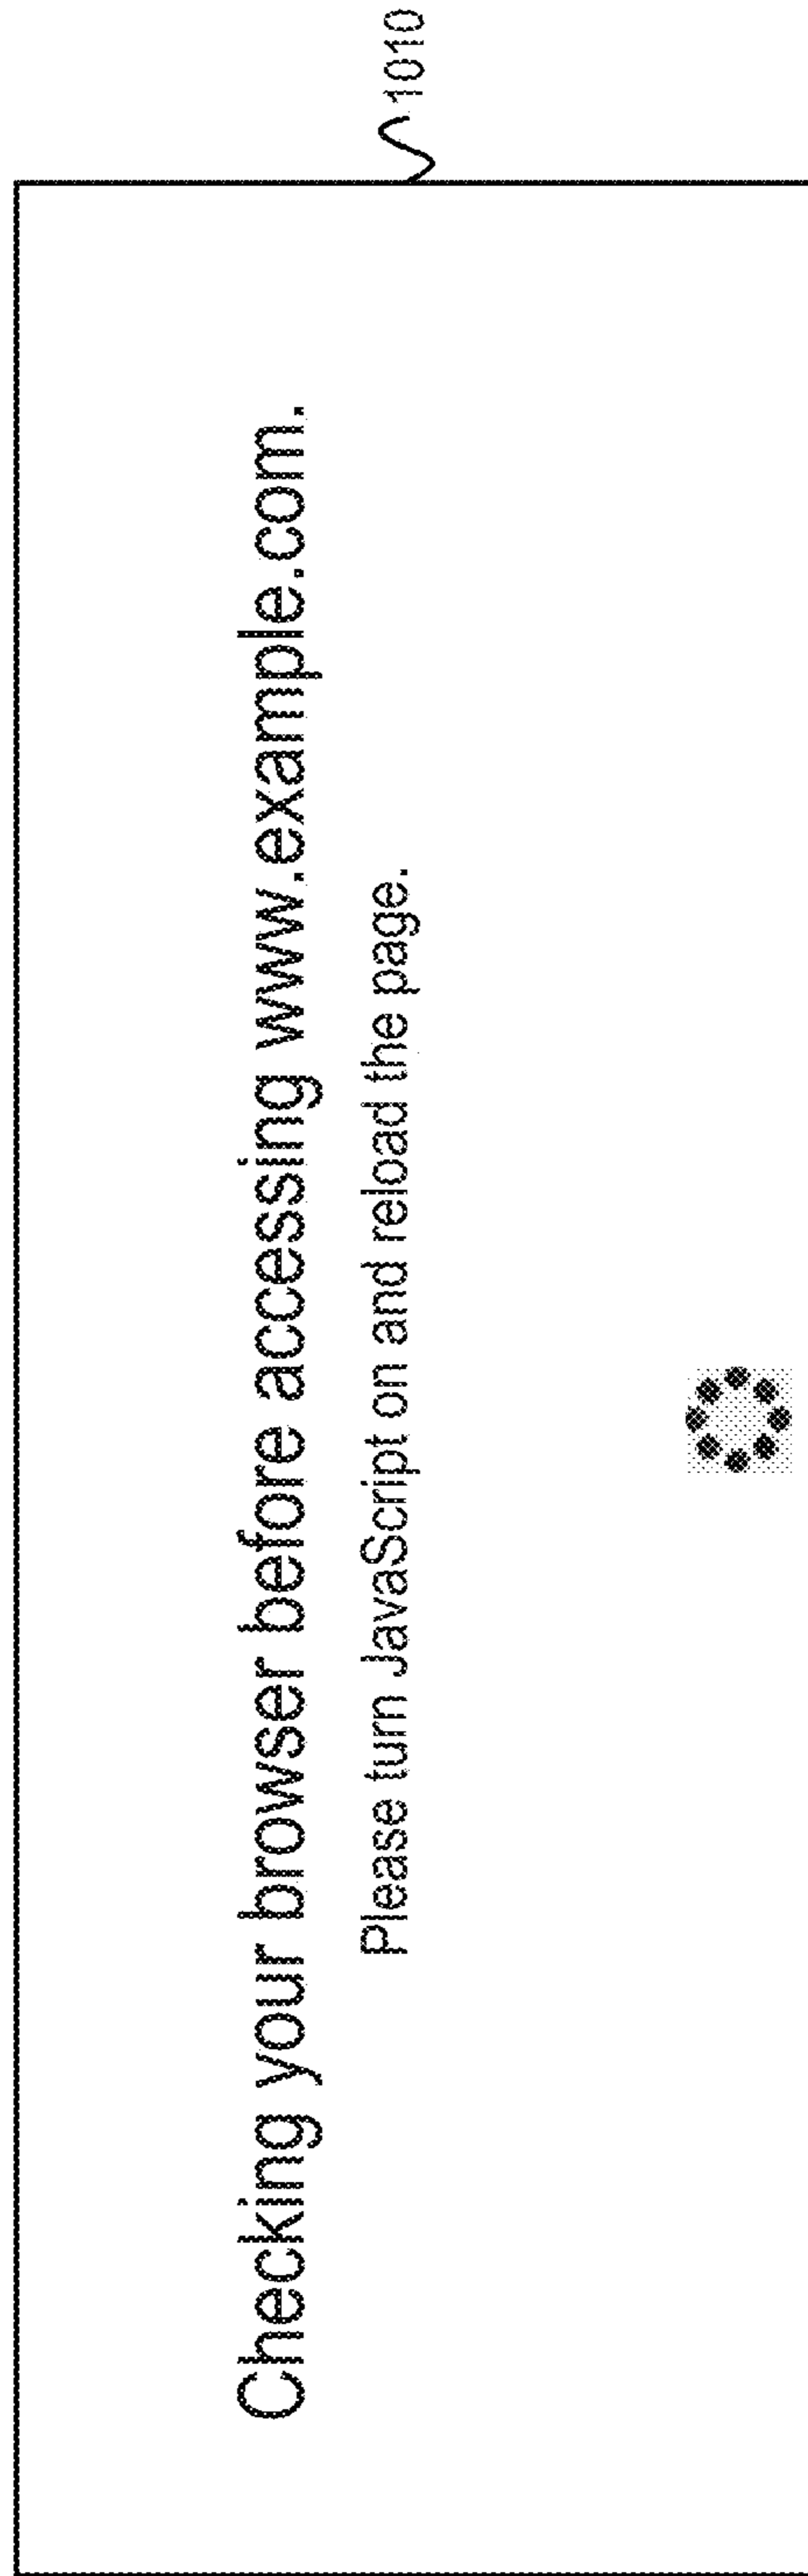 Checking your browser before accessing www.example.com.
Please turn JavaScript on and reload the page.
1010